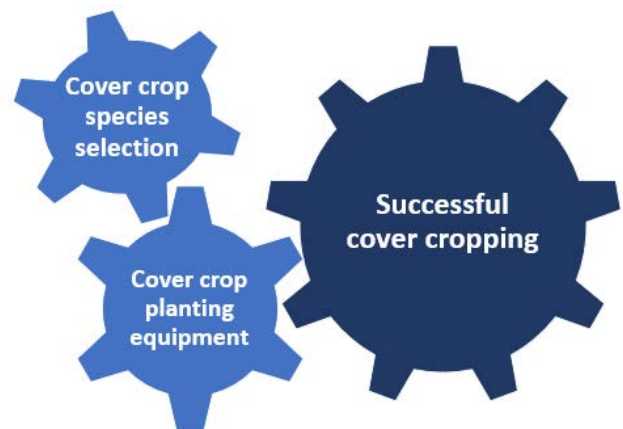 Cover crop
species
selection
Successful
cover cropping
Cover crop
planting
equipment